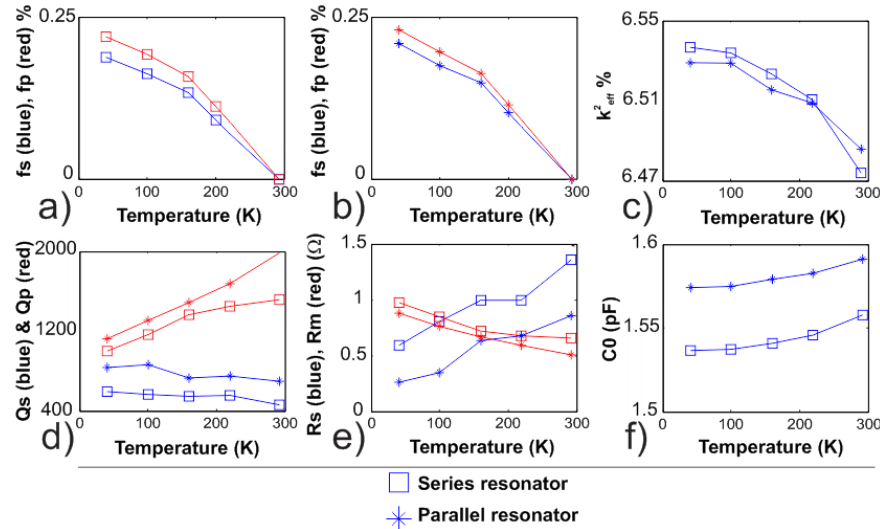 fs (blue), fp (red) %
0.25
0
0 100 200 300
Temperature (K)
a)
fs (blue), fp (red) %
0.25
0
0 100 200 300
Temperature (K)
b)
k²eff %
6.55
6.51
6.47
0 100 200 300
Temperature (K)
c)
Qs (blue) & Qp (red)
2000
1200
400
0 100 200 300
Temperature (K)
d)
Rs (blue), Rm (red) (Ω)
1.5
1
0.5
0
0 100 200 300
Temperature (K)
e)
C0 (pF)
1.6
1.55
1.5
0 100 200 300
Temperature (K)
f)
Series resonator
Parallel resonator